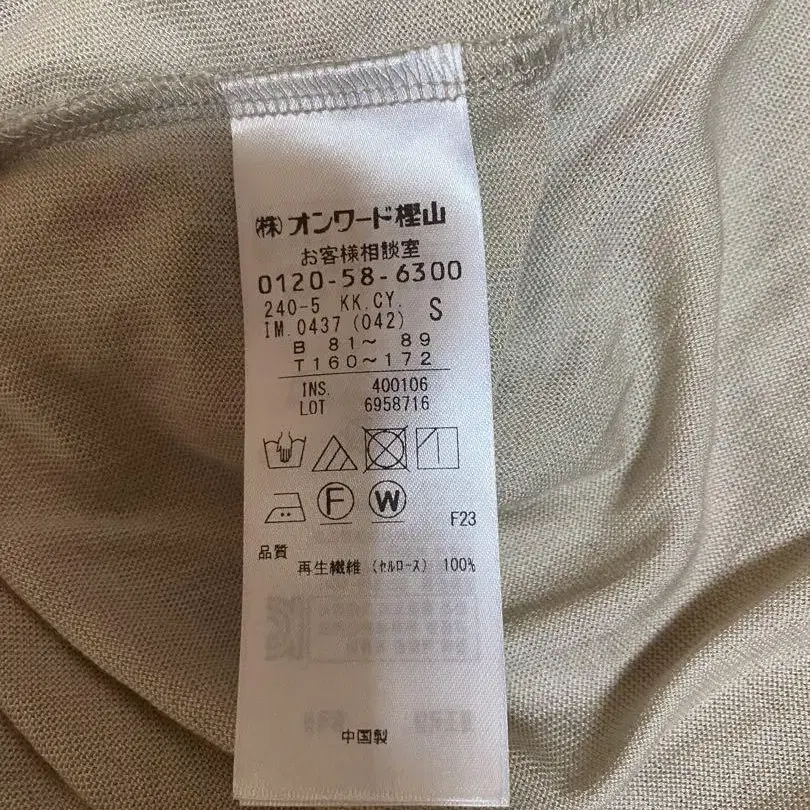 (株)オンワード樫山
お客様相談室
0120-58-6300
240-5 KK.CY.
IM.0437 (042) S
B 81～ 89
T160～172
INS. 400106
LOT 6958716
F W
F23
品質
再生繊維 (セルロース) 100%
中国製